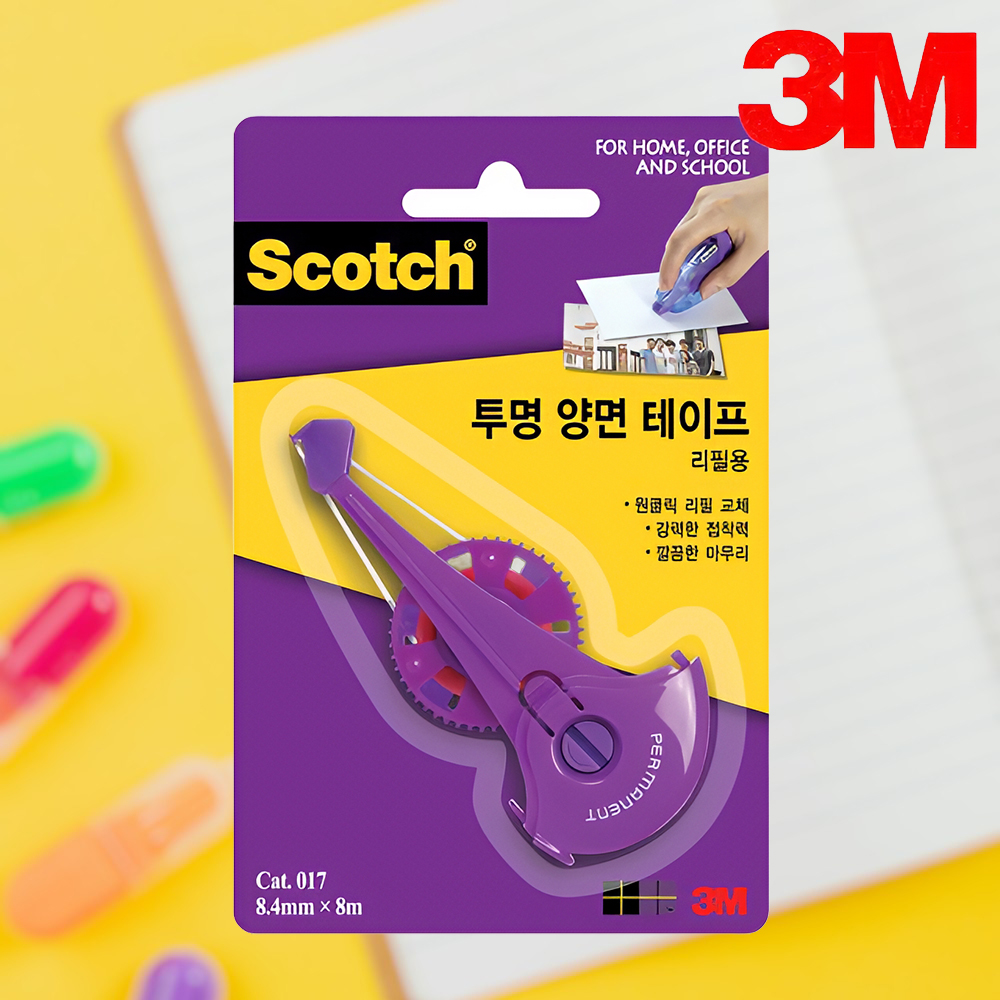 3M
FOR HOME, OFFICE
AND SCHOOL
Scotch
투명 양면 테이프
리필용
• 원클릭 리필 교체
• 강력한 접착력
• 깔끔한 마무리
PERMANENT
Cat. 017
8.4mm × 8m
3M